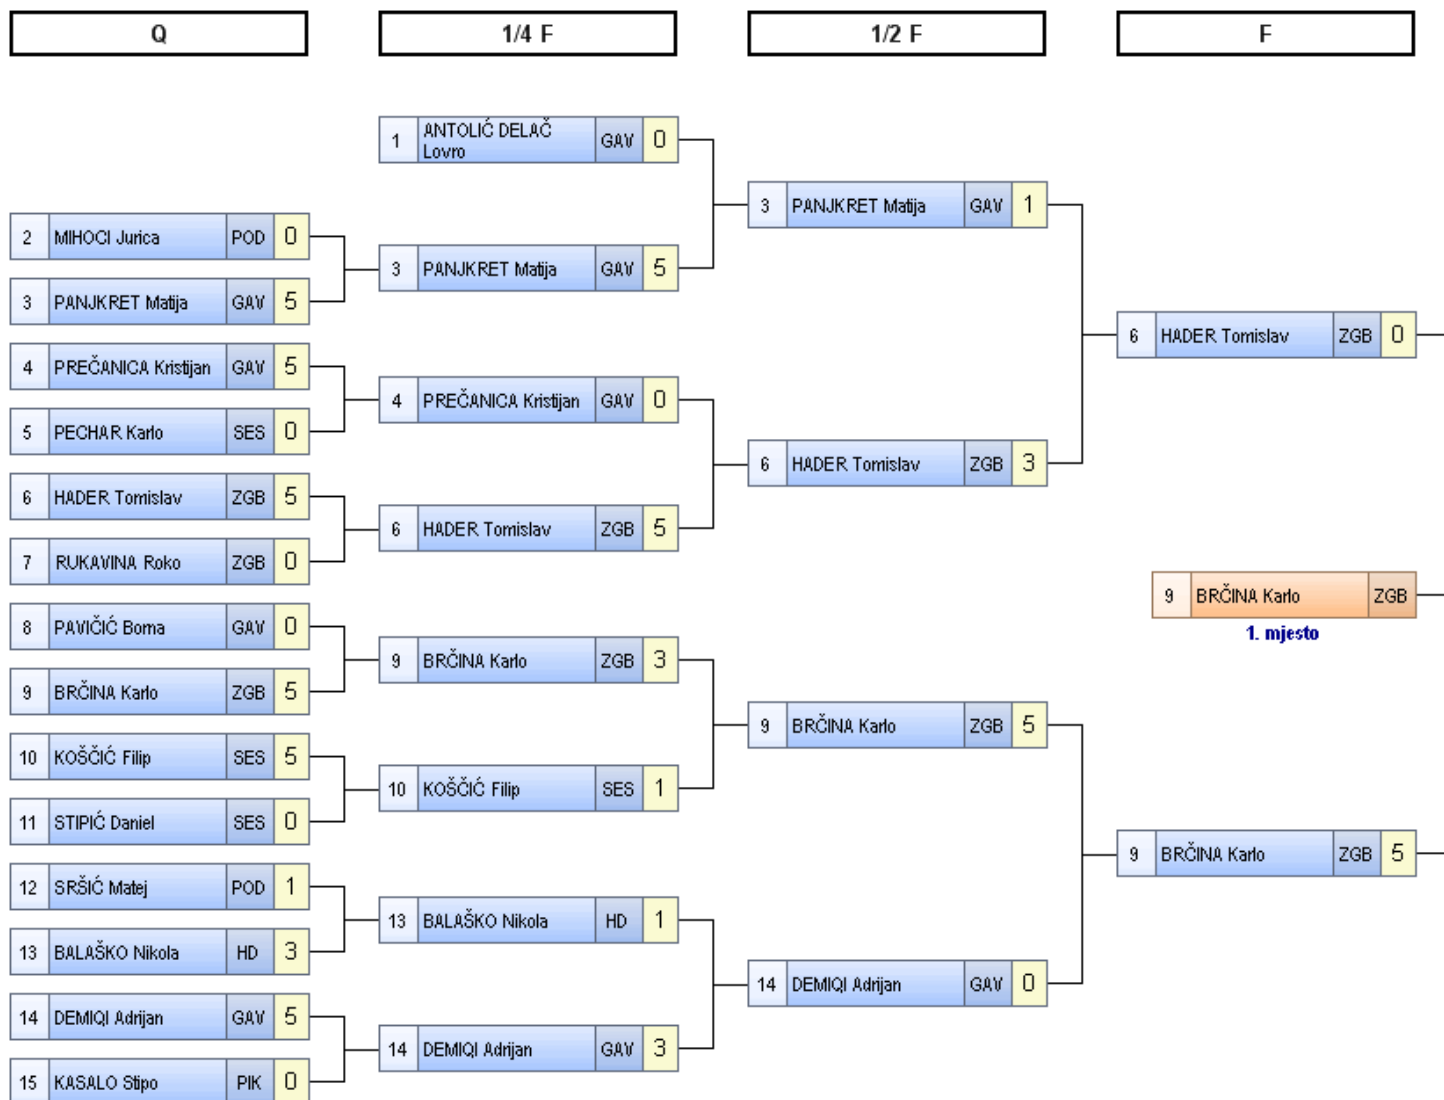 Q
1/4 F
1/2 F
F
1 ANTOLIĆ DELAČ Lovro GAV 0
3 PANJKRET Matija GAV 1
2 MIHOCI Jurica POD 0
3 PANJKRET Matija GAV 5
3 PANJKRET Matija GAV 5
6 HADER Tomislav ZGB 0
4 PREČANICA Kristijan GAV 5
4 PREČANICA Kristijan GAV 0
5 PECHAR Karlo SES 0
6 HADER Tomislav ZGB 3
6 HADER Tomislav ZGB 5
6 HADER Tomislav ZGB 5
7 RUKAVINA Roko ZGB 0
9 BRČINA Karlo ZGB
1. mjesto
8 PAVIČIĆ Borna GAV 0
9 BRČINA Karlo ZGB 3
9 BRČINA Karlo ZGB 5
9 BRČINA Karlo ZGB 5
10 KOŠČIĆ Filip SES 5
10 KOŠČIĆ Filip SES 1
11 STIPIĆ Daniel SES 0
9 BRČINA Karlo ZGB 5
12 SRŠIĆ Matej POD 1
13 BALAŠKO Nikola HD 1
13 BALAŠKO Nikola HD 3
14 DEMIQI Adrijan GAV 0
14 DEMIQI Adrijan GAV 5
14 DEMIQI Adrijan GAV 3
15 KASALO Stipo PIK 0